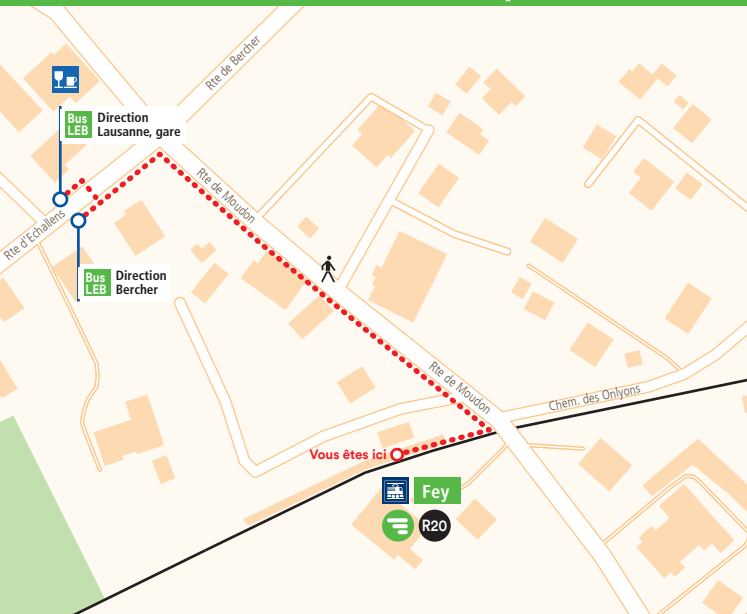 Rte de Bercher
Bus
LEB
Direction
Lausanne, gare
Rte de Moudon
Rte d'Echallens
Bus
LEB
Direction
Bercher
Rte de Moudon
Chem. des Onlyons
Vous êtes ici
Fey
R20